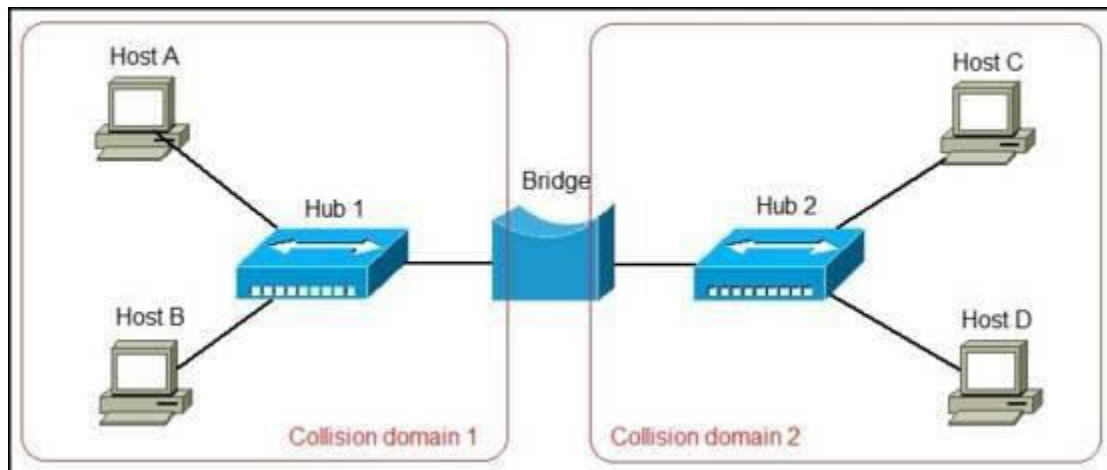 Host A
Host C
Bridge
Hub 1
Hub 2
Host B
Host D
Collision domain 1
Collision domain 2